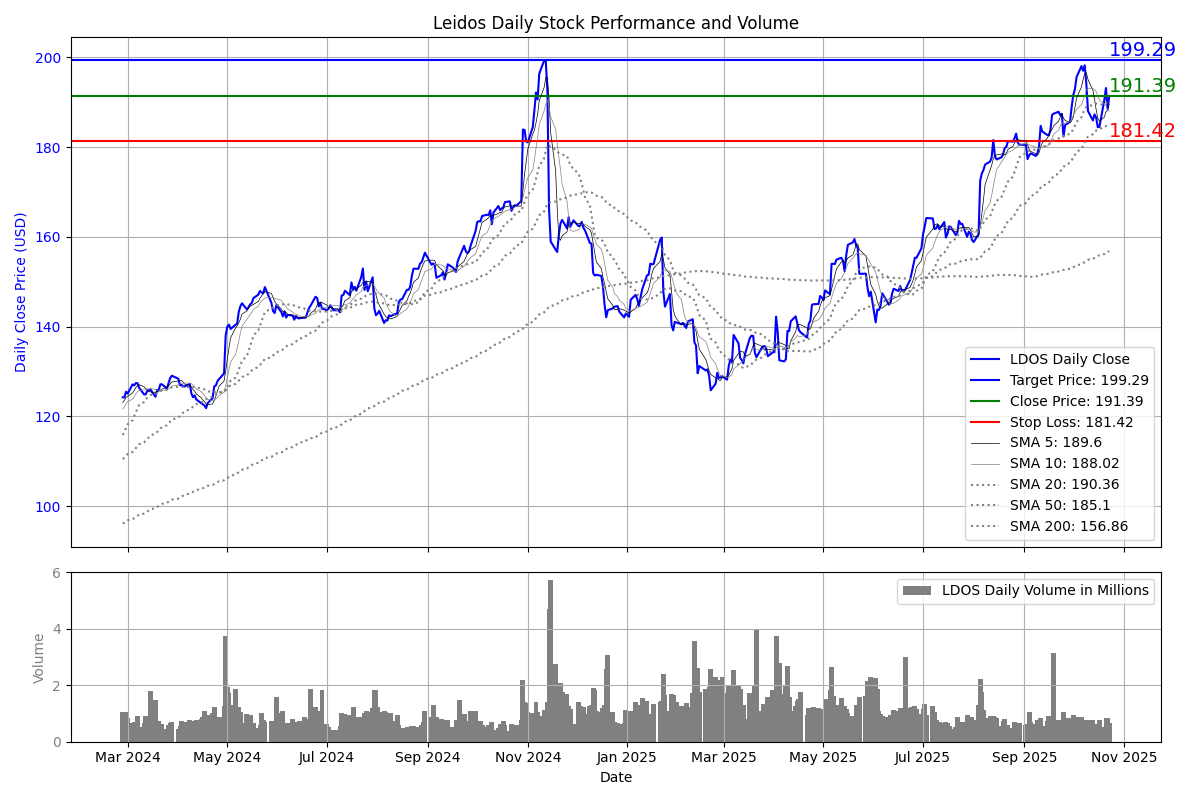 Leidos Daily Stock Performance and Volume
200
180
160
140
120
100
Daily Close Price (USD)
199.29
191.39
181.42
LDOS Daily Close
Target Price: 199.29
Close Price: 191.39
Stop Loss: 181.42
SMA 5: 189.6
SMA 10: 188.02
SMA 20: 190.36
SMA 50: 185.1
SMA 200: 156.86
6
4
2
0
Volume
LDOS Daily Volume in Millions
Mar 2024 May 2024 Jul 2024 Sep 2024 Nov 2024 Jan 2025 Mar 2025 May 2025 Jul 2025 Sep 2025 Nov 2025
Date